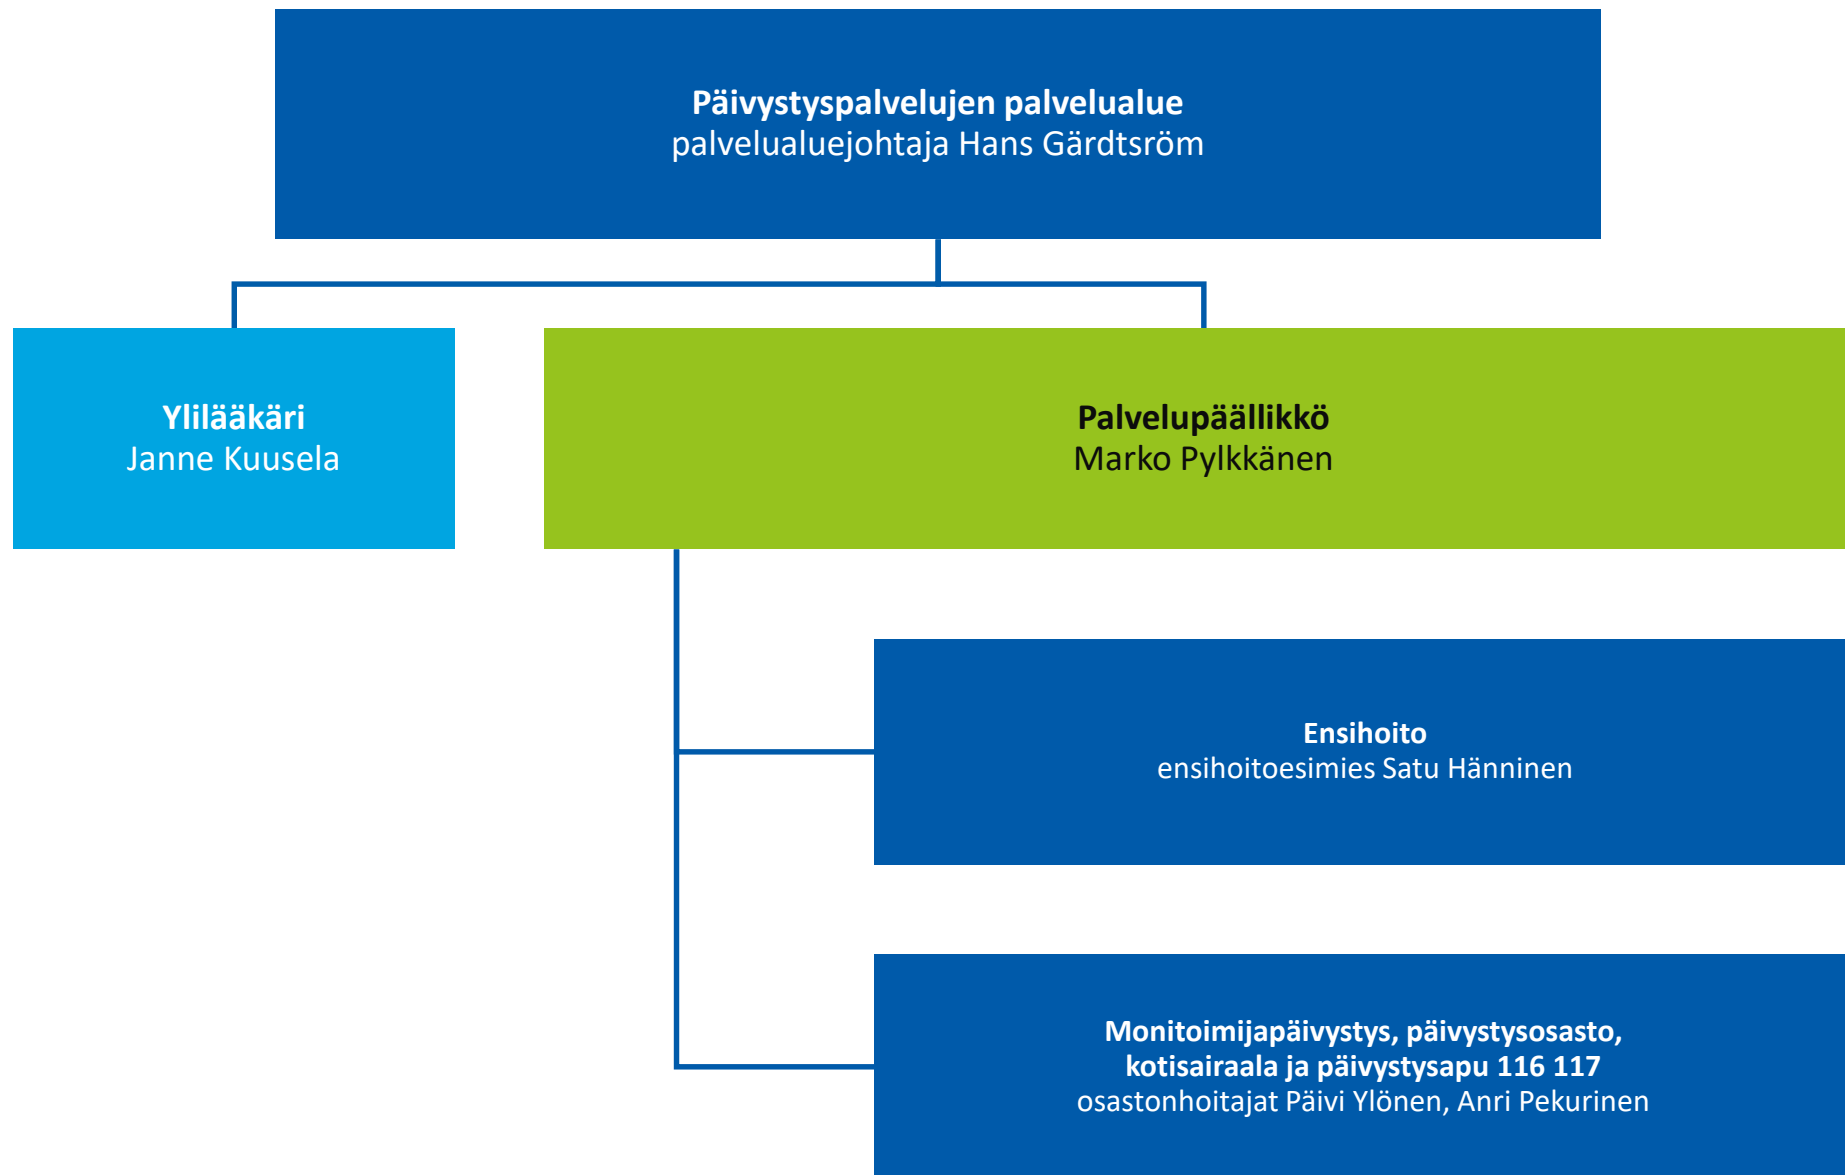 Päivystyspalvelujen palvelualue
palvelualuejohtaja Hans Gärdtsröm
Ylilääkäri
Janne Kuusela
Palvelupäällikkö
Marko Pylkkänen
Ensihoito
ensihoitoesimies Satu Hänninen
Monitoimijapäivystys, päivystysosasto,
kotisairaala ja päivystysapu 116 117
osastonhoitajat Päivi Ylönen, Anri Pekurinen